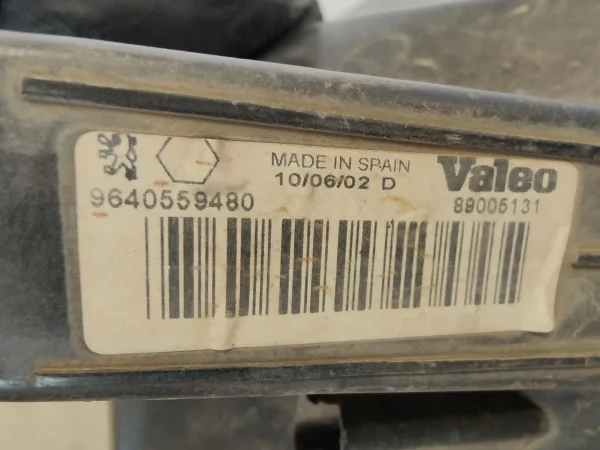 MADE IN SPAIN
10/06/02 D
Valeo
9640559480
89005131